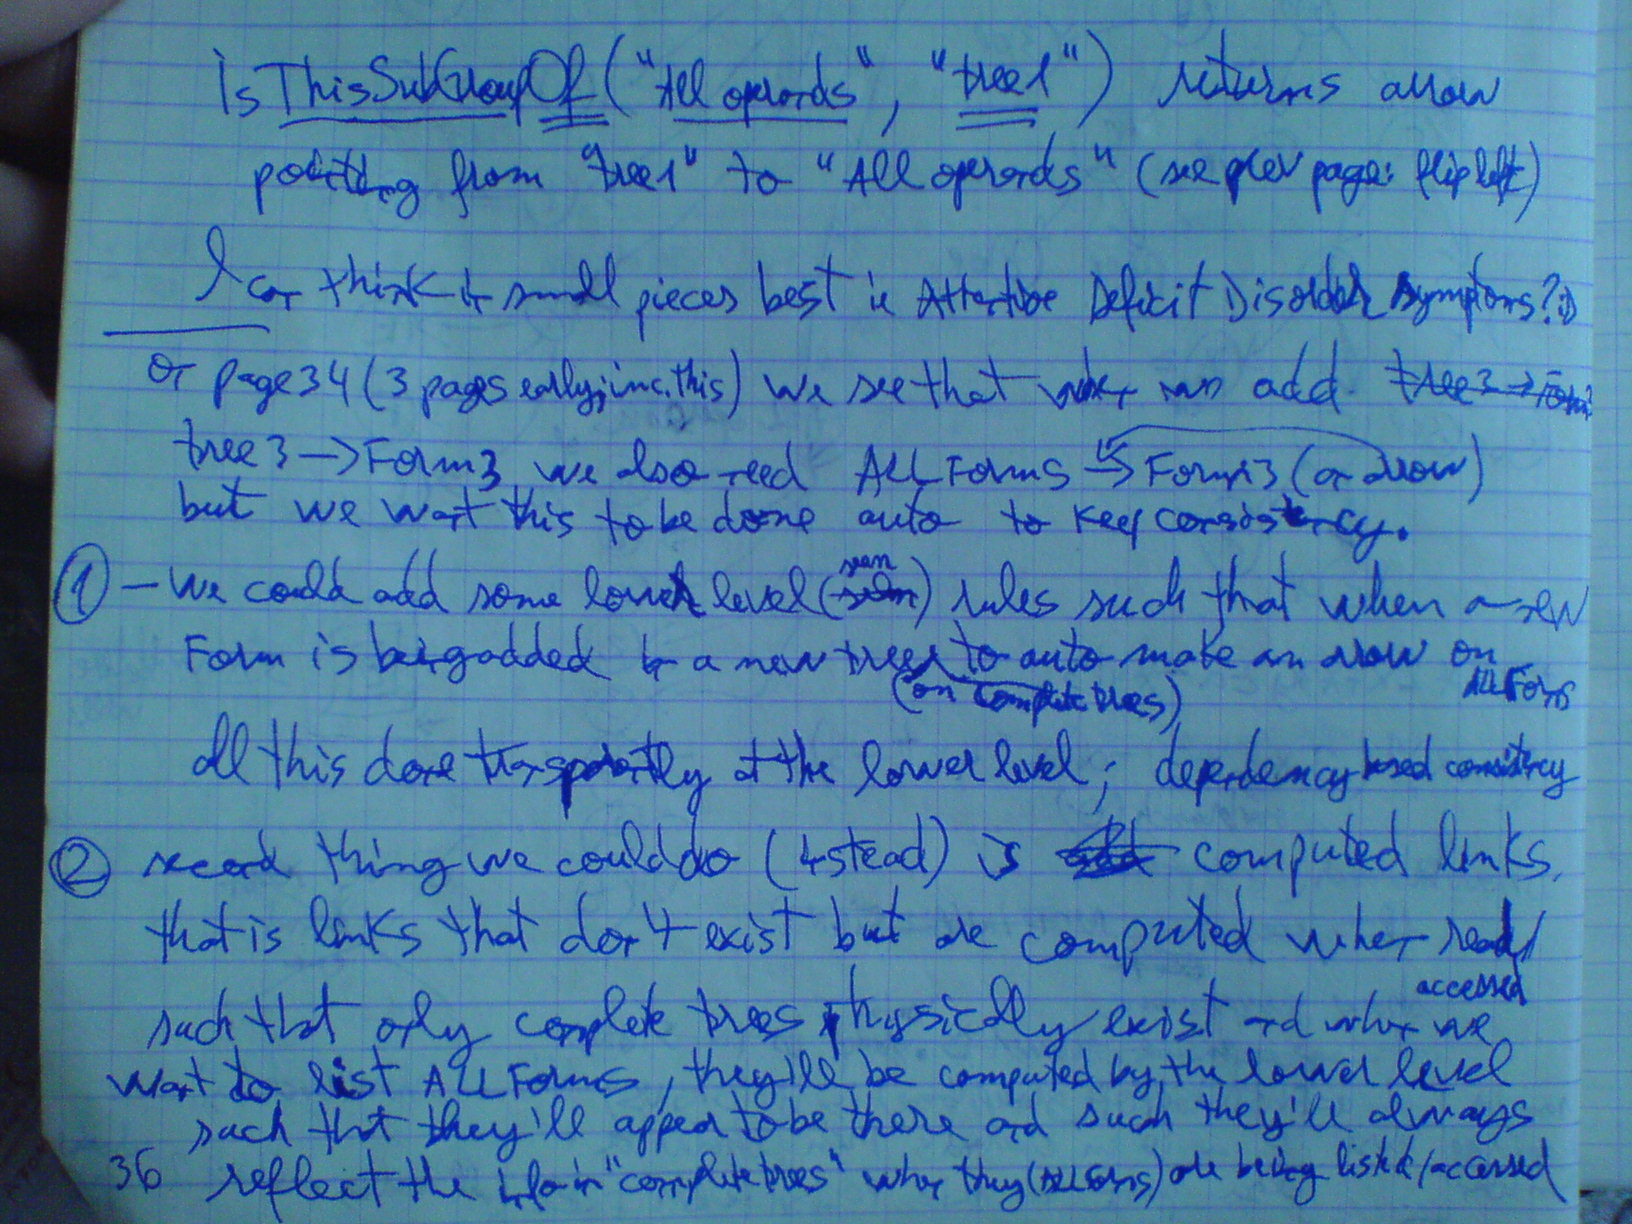 IsThisSubGroupOf("All operands", "tree1") returns arrow
pointing from "tree1" to "All operands" (see prev page: flip left)
I can think in small pieces best ie Attentive Deficit Disorder symptoms? :D
on page 34 (3 pages early, inc. this) we see that when we add tree3 → Form3
tree3 → Form3 we also need ALL Forms → Form3 (an arrow)
but we want this to be done auto to keep consistency.
① - We could add some lower level (seen) rules such that when a new
Form is being added to a new tree, to auto make an arrow on
ALL Forms
(on complete trees)
all this done transparently at the lower level; dependency based consistency
② second thing we could do (instead) is computed links.
that is links that don't exist but are computed when read/
accessed
such that only complete trees physically exist and when we
want to list ALL Forms, they'll be computed by the lower level
such that they'll appear to be there and such they'll always
36 reflect the info in "complete trees" when they (ALL Forms) are being listed/accessed